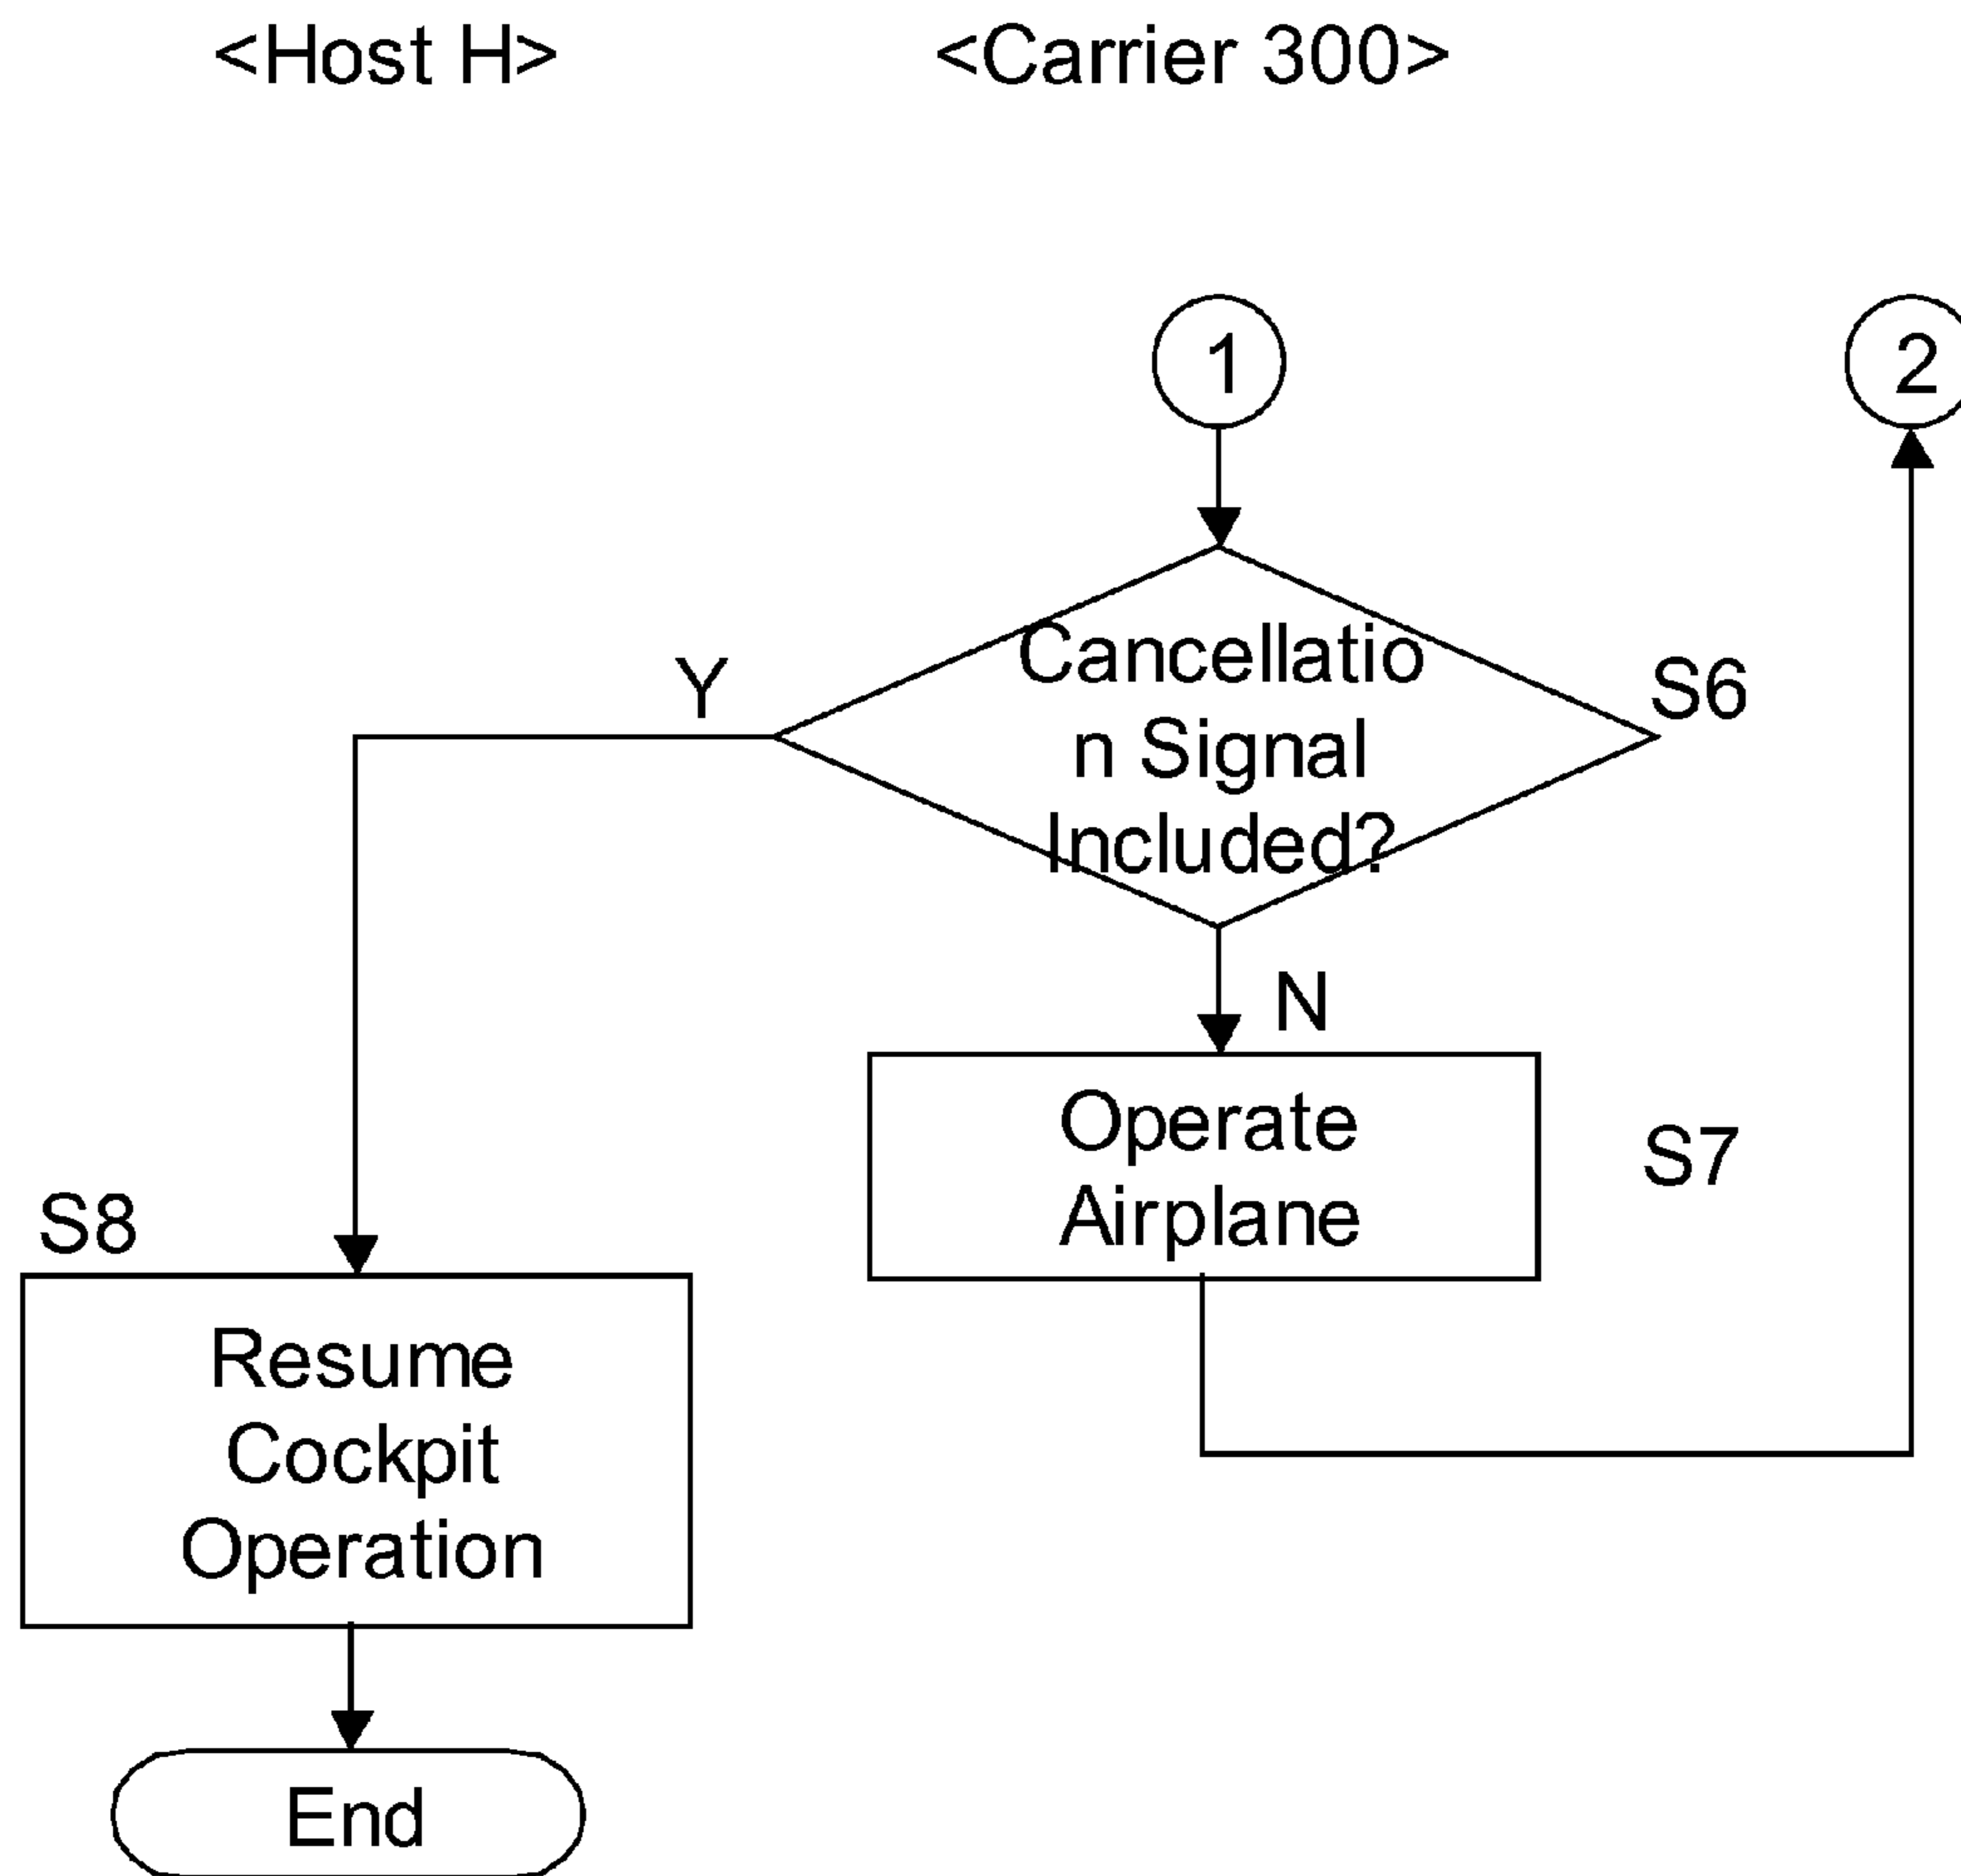 <Host H>
<Carrier 300>
1
2
Cancellatio
n Signal
Included?
Y
S6
N
Operate
Airplane
S7
S8
Resume
Cockpit
Operation
End